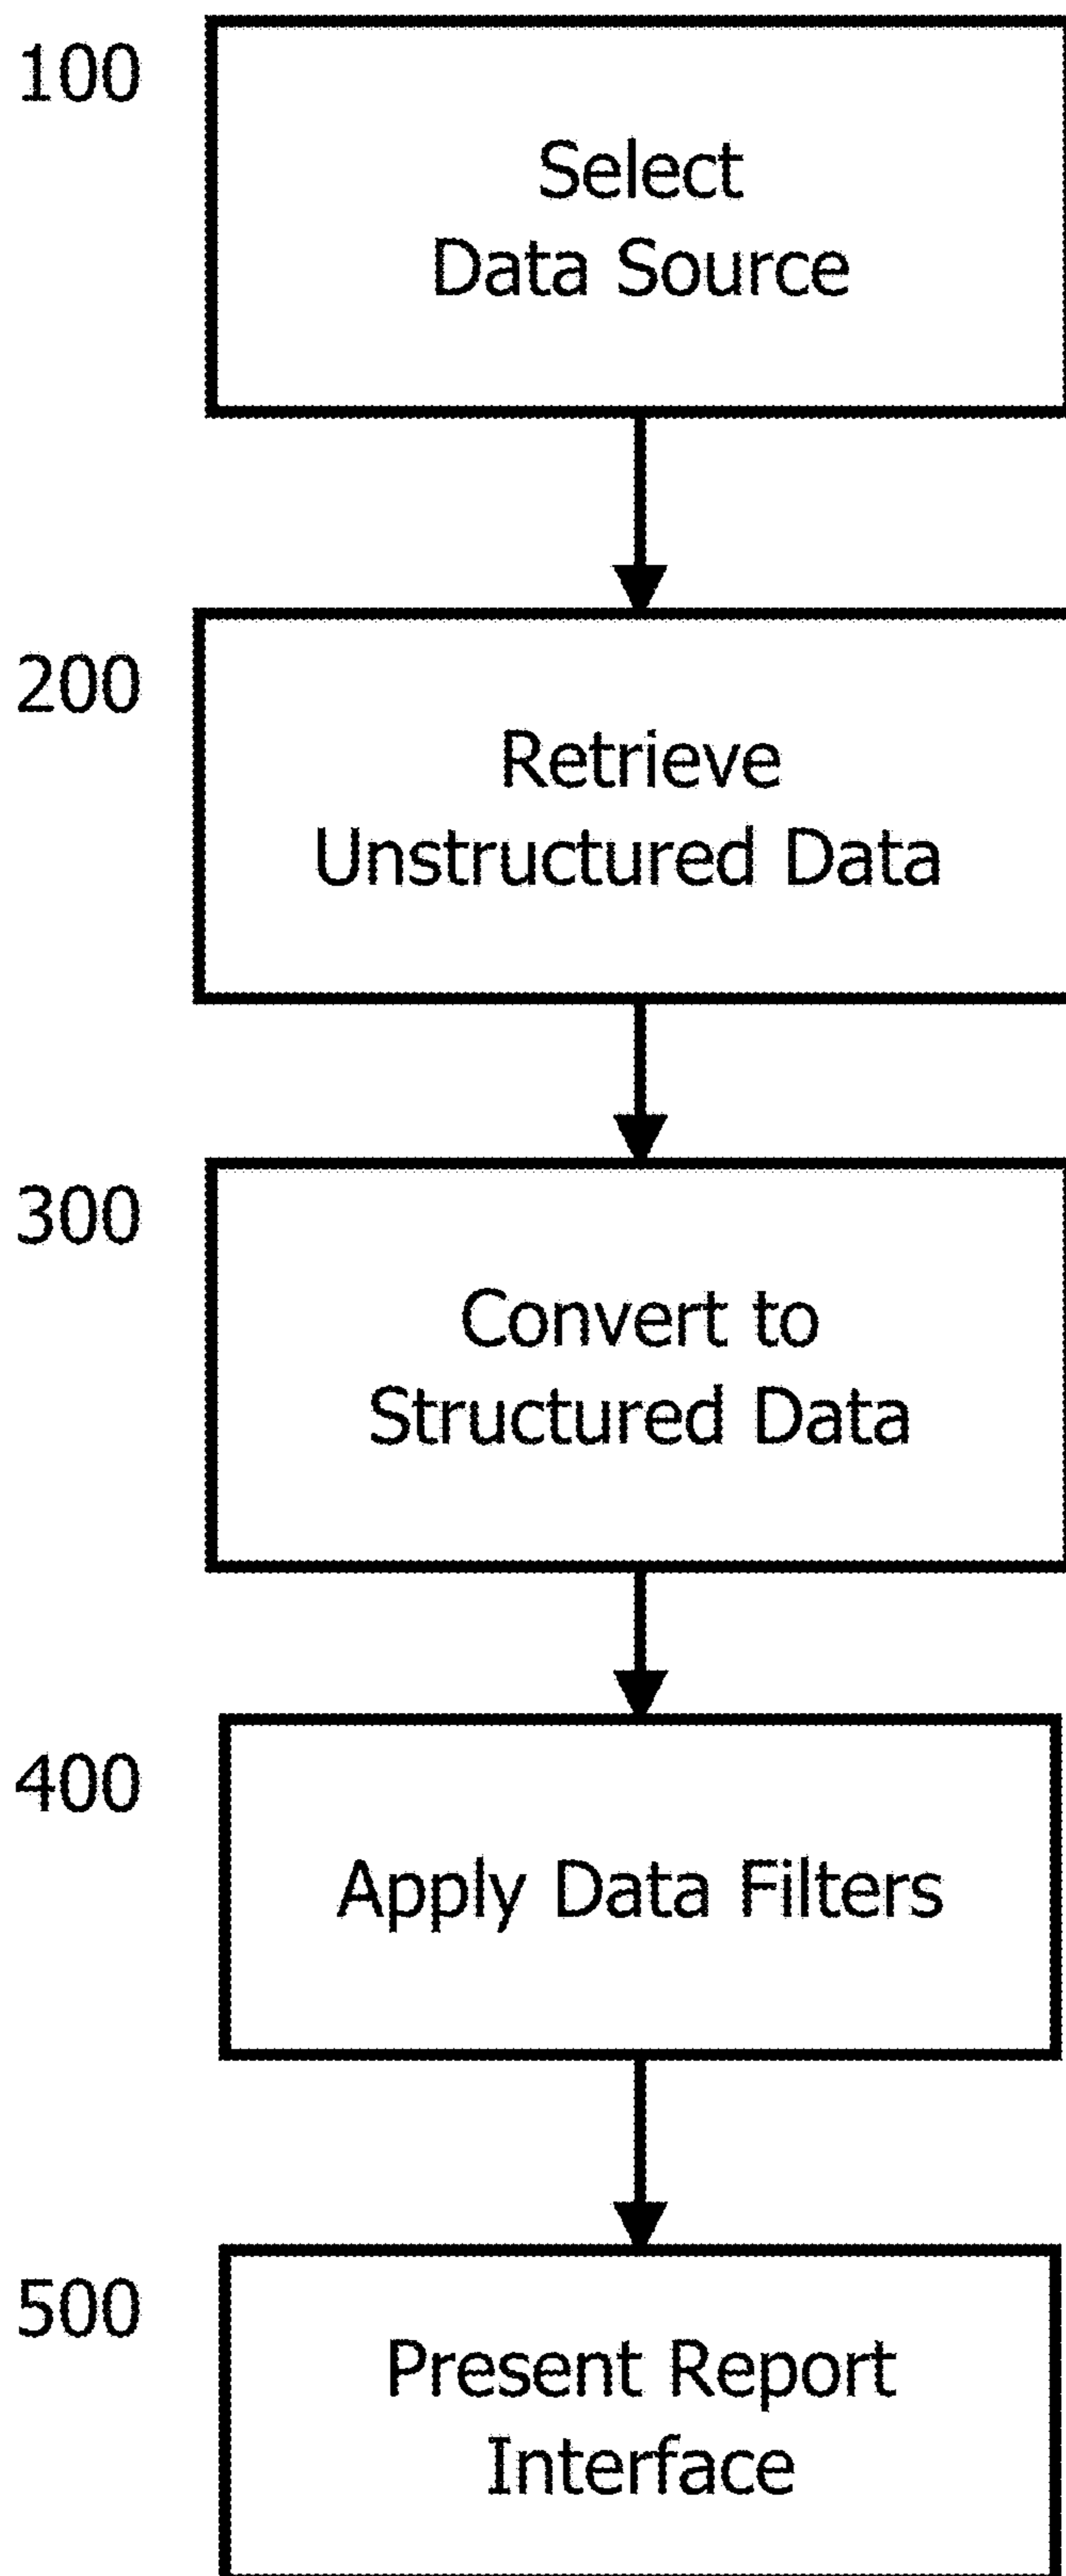 100
Select
Data Source
200
Retrieve
Unstructured Data
300
Convert to
Structured Data
400
Apply Data Filters
500
Present Report
Interface